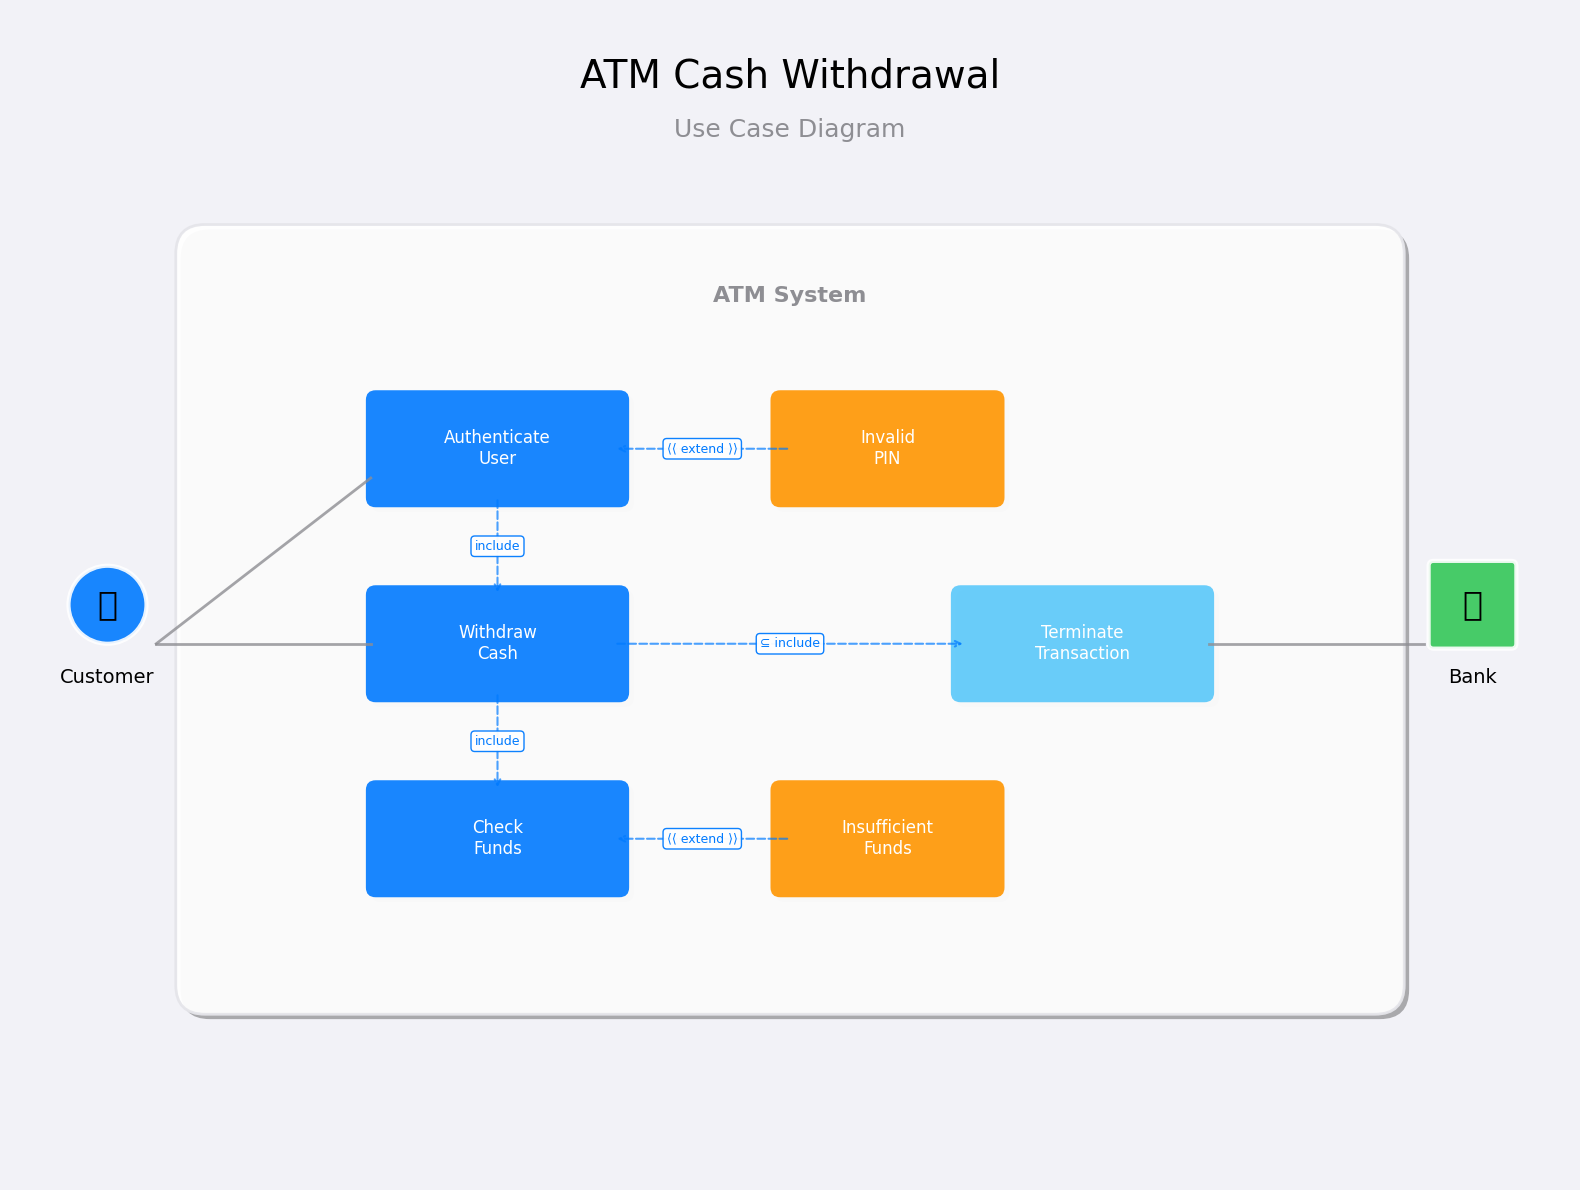 ATM Cash Withdrawal
Use Case Diagram
ATM System
Authenticate
User
⟨⟨ extend ⟩⟩
Invalid
PIN
include
Customer
Withdraw
Cash
⊆ include
Terminate
Transaction
Bank
include
Check
Funds
⟨⟨ extend ⟩⟩
Insufficient
Funds